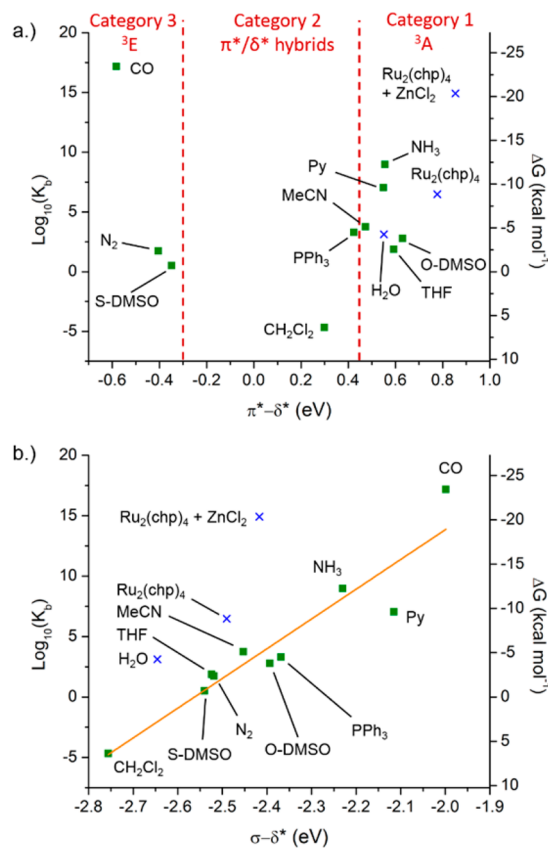 a.)
Category 3
³E
Category 2
π*/δ* hybrids
Category 1
³A
CO
Ru₂(chp)₄
+ ZnCl₂
NH₃
Py
Ru₂(chp)₄
MeCN
N₂
PPh₃
O-DMSO
S-DMSO
H₂O
THF
CH₂Cl₂
Log₁₀(K_b)
20
15
10
5
0
-5
ΔG (kcal mol⁻¹)
-25
-20
-15
-10
-5
0
5
10
-0.6 -0.4 -0.2 0.0 0.2 0.4 0.6 0.8 1.0
π*–δ* (eV)
b.)
CO
Ru₂(chp)₄ + ZnCl₂
NH₃
Ru₂(chp)₄
MeCN
Py
THF
H₂O
PPh₃
N₂
O-DMSO
S-DMSO
CH₂Cl₂
Log₁₀(K_b)
20
15
10
5
0
-5
ΔG (kcal mol⁻¹)
-25
-20
-15
-10
-5
0
5
10
-2.8 -2.7 -2.6 -2.5 -2.4 -2.3 -2.2 -2.1 -2.0 -1.9
σ–δ* (eV)